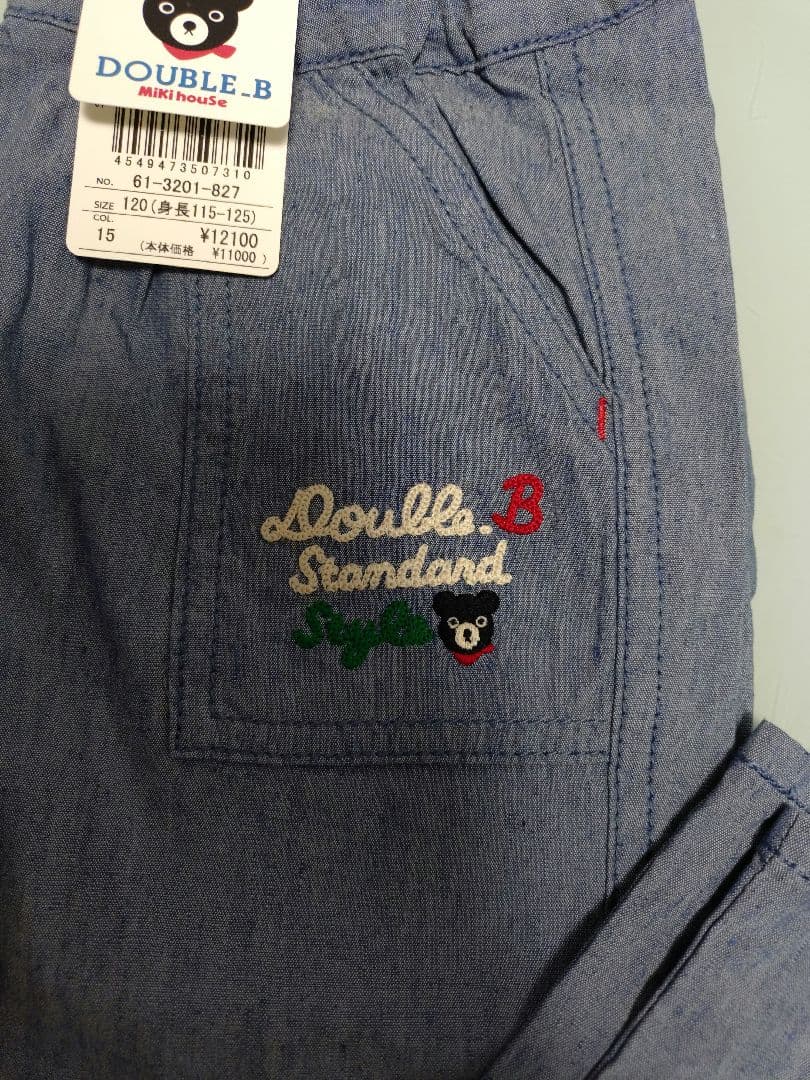 DOUBLE_B
MiKi houSe
4549473507310
NO. 61-3201-827
SIZE 120(身長115-125)
COL. 15 ¥12100
(本体価格 ¥11000)
Double.B
Standard
Style